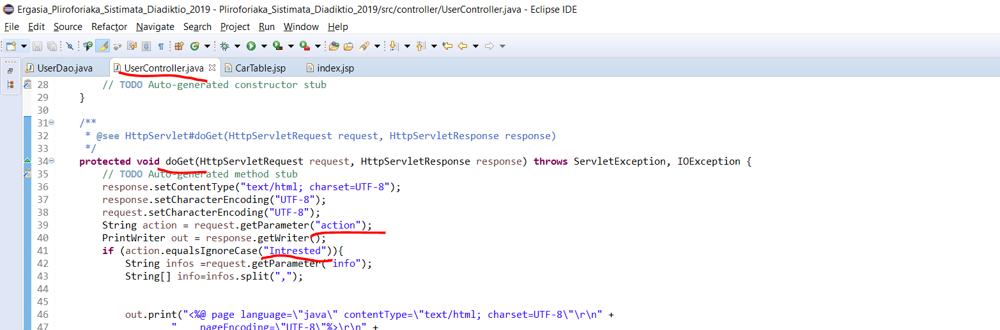 Ergasia_Pliroforiaka_Sistimata_Diadiktio_2019 - Pliroforiaka_Sistimata_Diadiktio_2019/src/controller/UserController.java - Eclipse IDE
File Edit Source Refactor Navigate Search Project Run Window Help
UserDao.java UserController.java CarTable.jsp index.jsp
28 // TODO Auto-generated constructor stub
29 }
30
31 /**
32 * @see HttpServlet#doGet(HttpServletRequest request, HttpServletResponse response)
33 */
34 protected void doGet(HttpServletRequest request, HttpServletResponse response) throws ServletException, IOException {
35 // TODO Auto-generated method stub
36 response.setContentType("text/html; charset=UTF-8");
37 response.setCharacterEncoding("UTF-8");
38 request.setCharacterEncoding("UTF-8");
39 String action = request.getParameter("action");
40 PrintWriter out = response.getWriter();
41 if (action.equalsIgnoreCase("Intrested")){
42 String infos =request.getParameter("info");
43 String[] info=infos.split(",");
44
45
46 out.print("<%@ page language=\"java\" contentType=\"text/html; charset=UTF-8\"\r\n" +
47 " pageEncoding=\"UTF-8\"%>\r\n" +